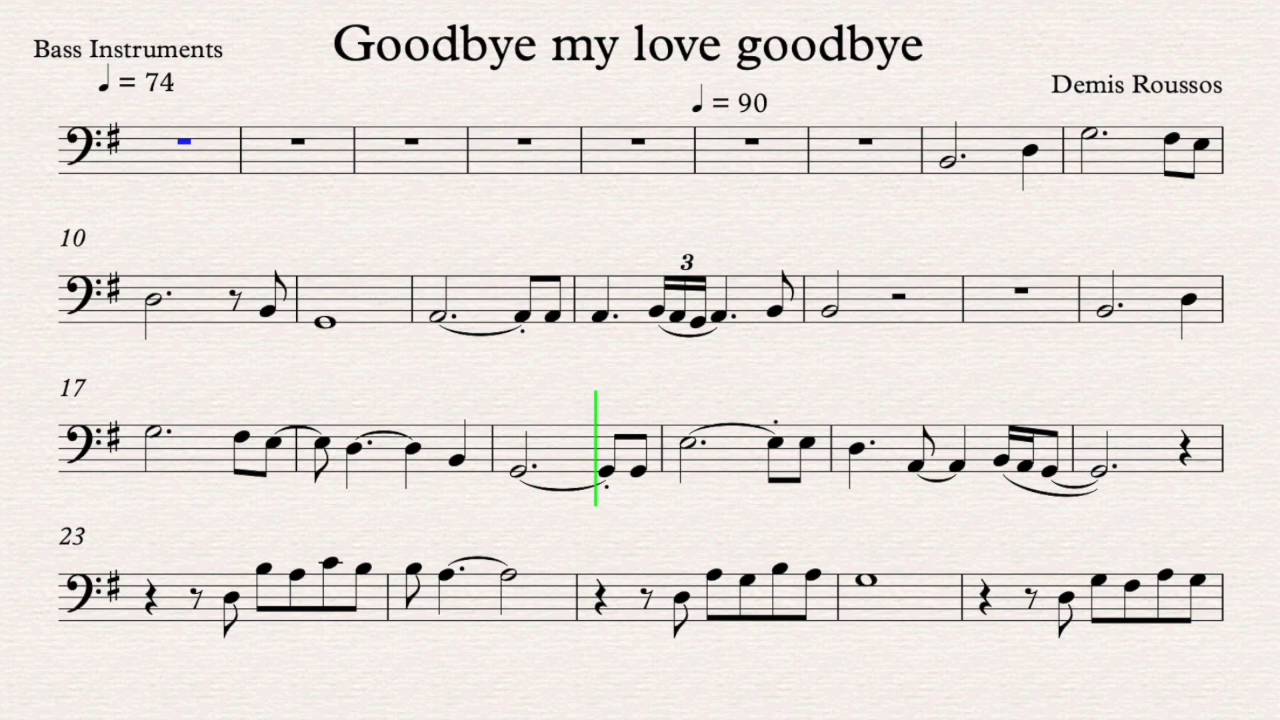 Goodbye my love goodbye
Bass Instruments
♩ = 74
Demis Roussos
♩ = 90
10
3
17
23